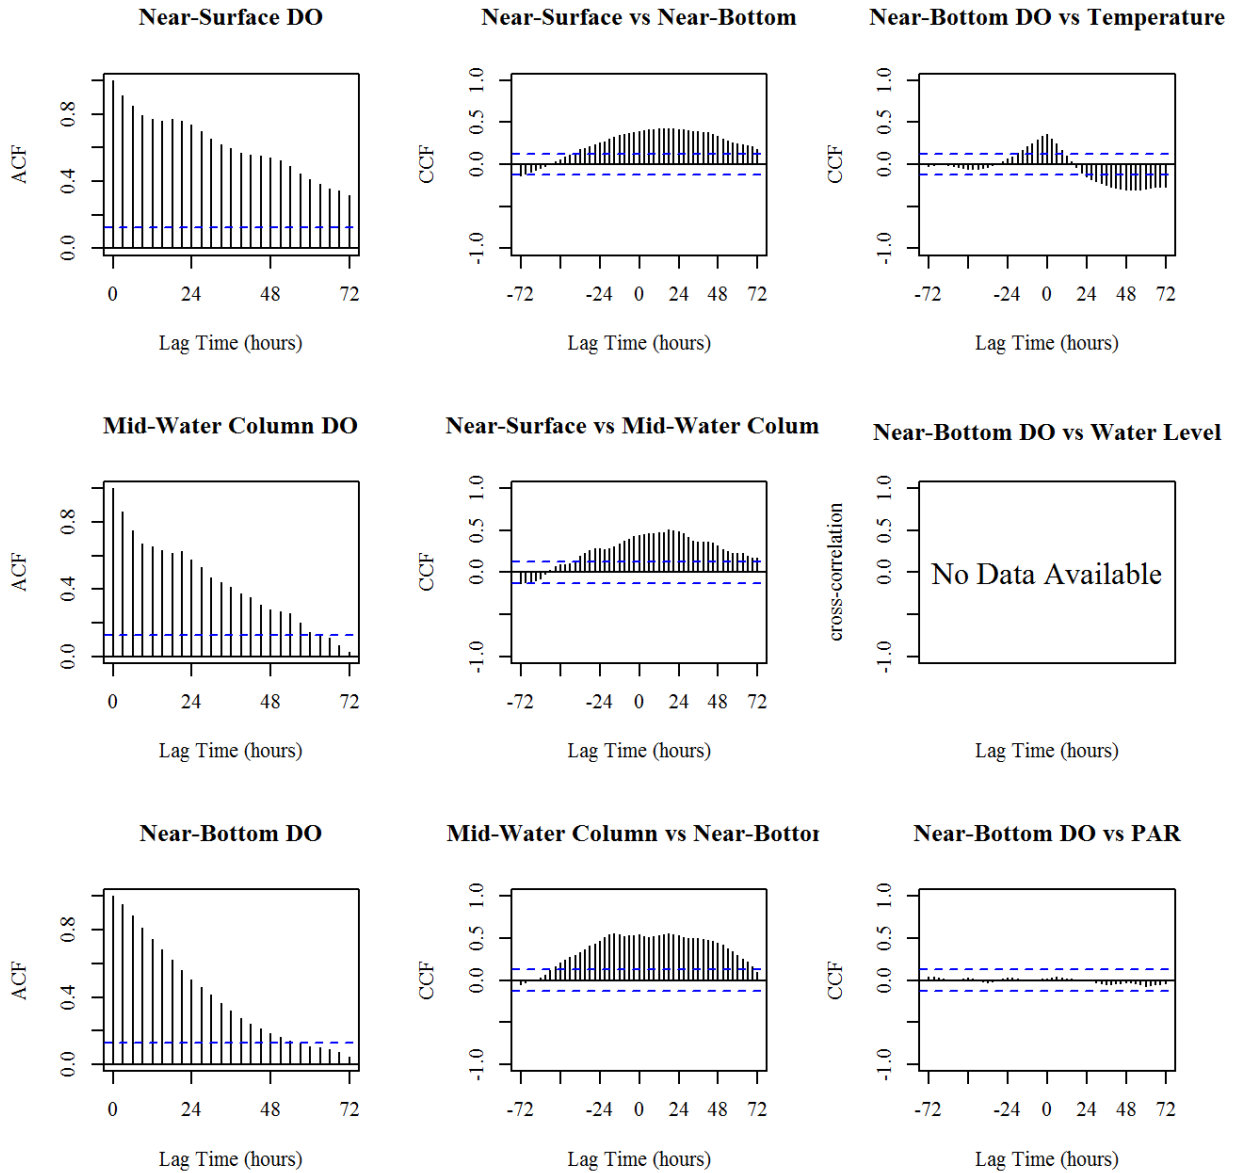 Near-Surface DO
ACF
0.0 0.4 0.8
0 24 48 72
Lag Time (hours)
Near-Surface vs Near-Bottom
CCF
-1.0 0.0 0.5 1.0
-72 -24 0 24 48 72
Lag Time (hours)
Near-Bottom DO vs Temperature
CCF
-1.0 0.0 0.5 1.0
-72 -24 0 24 48 72
Lag Time (hours)
Mid-Water Column DO
ACF
0.0 0.4 0.8
0 24 48 72
Lag Time (hours)
Near-Surface vs Mid-Water Colum
CCF
-1.0 0.0 0.5 1.0
-72 -24 0 24 48 72
Lag Time (hours)
Near-Bottom DO vs Water Level
cross-correlation
-1.0 0.0 0.5 1.0
No Data Available
Lag Time (hours)
Near-Bottom DO
ACF
0.0 0.4 0.8
0 24 48 72
Lag Time (hours)
Mid-Water Column vs Near-Bottor
CCF
-1.0 0.0 0.5 1.0
-72 -24 0 24 48 72
Lag Time (hours)
Near-Bottom DO vs PAR
CCF
-1.0 0.0 0.5 1.0
-72 -24 0 24 48 72
Lag Time (hours)